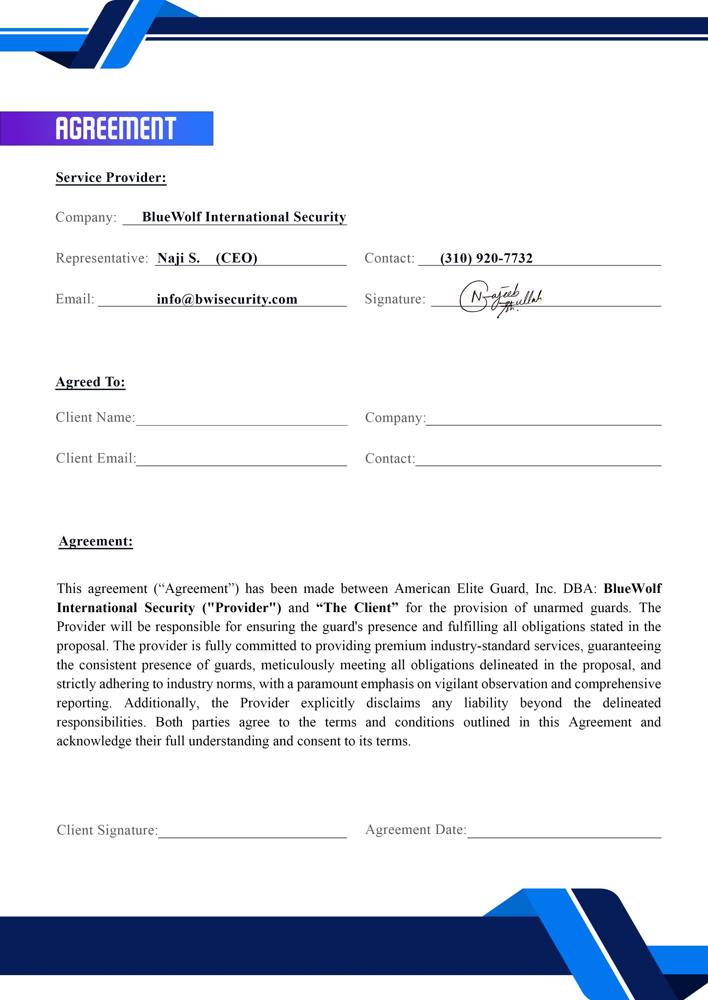 AGREEMENT
Service Provider:
Company: BlueWolf International Security
Representative: Naji S. (CEO) Contact: (310) 920-7732
Email: info@bwisecurity.com Signature: Najeeb ullah
Agreed To:
Client Name: Company:
Client Email: Contact:
Agreement:
This agreement (“Agreement”) has been made between American Elite Guard, Inc. DBA: BlueWolf
International Security ("Provider") and “The Client” for the provision of unarmed guards. The
Provider will be responsible for ensuring the guard's presence and fulfilling all obligations stated in the
proposal. The provider is fully committed to providing premium industry-standard services, guaranteeing
the consistent presence of guards, meticulously meeting all obligations delineated in the proposal, and
strictly adhering to industry norms, with a paramount emphasis on vigilant observation and comprehensive
reporting. Additionally, the Provider explicitly disclaims any liability beyond the delineated
responsibilities. Both parties agree to the terms and conditions outlined in this Agreement and
acknowledge their full understanding and consent to its terms.
Client Signature: Agreement Date: